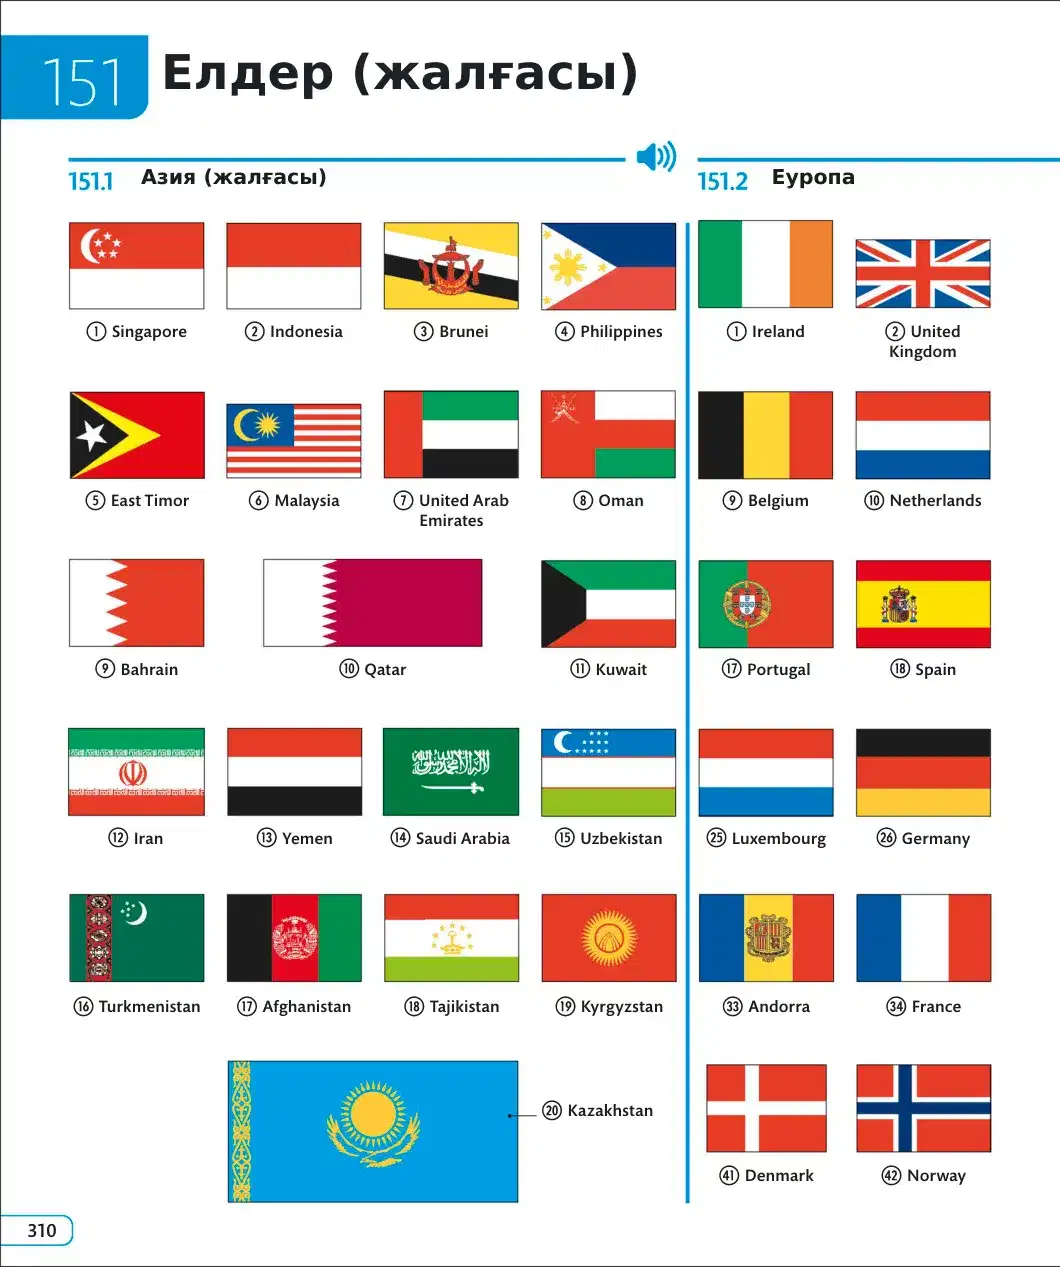 151 Елдер (жалғасы)
151.1 Азия (жалғасы)
① Singapore
② Indonesia
③ Brunei
④ Philippines
⑤ East Timor
⑥ Malaysia
⑦ United Arab
Emirates
⑧ Oman
⑨ Bahrain
⑩ Qatar
⑪ Kuwait
⑫ Iran
⑬ Yemen
⑭ Saudi Arabia
⑮ Uzbekistan
⑯ Turkmenistan
⑰ Afghanistan
⑱ Tajikistan
⑲ Kyrgyzstan
⑳ Kazakhstan
151.2 Еуропа
① Ireland
② United
Kingdom
⑨ Belgium
⑩ Netherlands
⑰ Portugal
⑱ Spain
㉕ Luxembourg
㉖ Germany
㉝ Andorra
㉞ France
㊶ Denmark
㊷ Norway
310